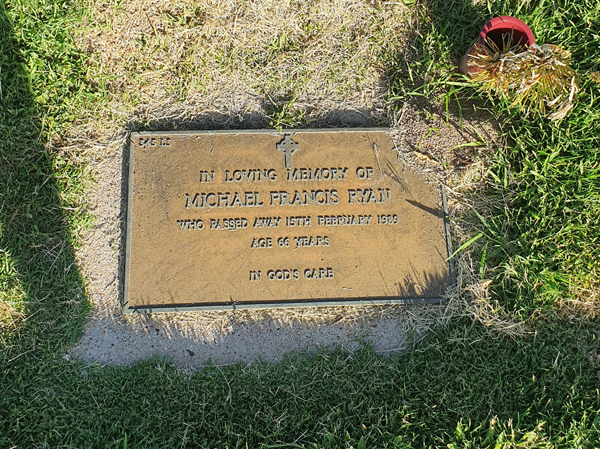 IN LOVING MEMORY OF
MICHAEL FRANCIS RYAN
WHO PASSED AWAY 15TH FEBRUARY 1989
AGE 66 YEARS
IN GOD'S CARE